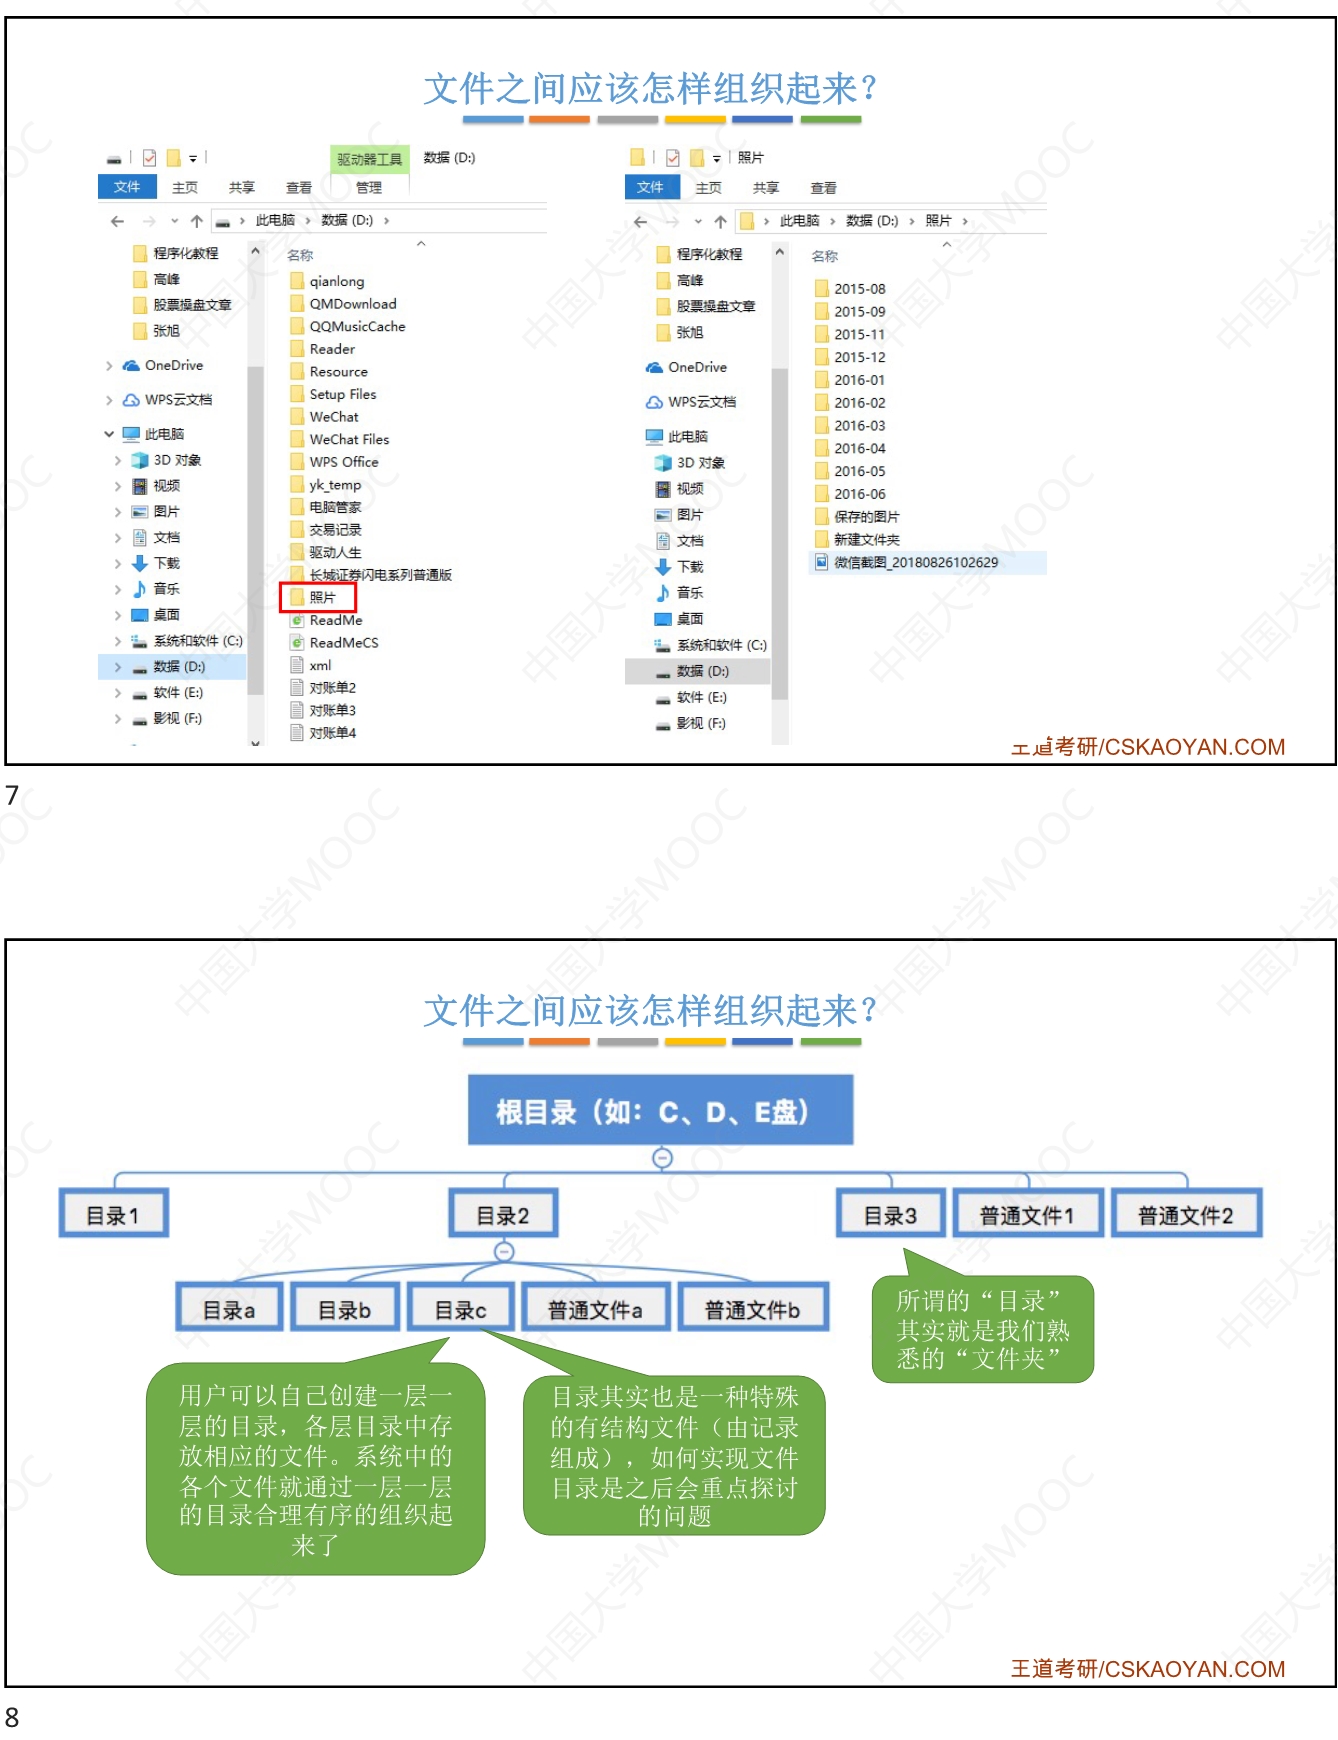 文件之间应该怎样组织起来？
驱动器工具 数据 (D:)
文件 主页 共享 查看 管理
此电脑 › 数据 (D:) ›
程序化教程
高峰
股票操盘文章
张旭
OneDrive
WPS云文档
此电脑
3D 对象
视频
图片
文档
下载
音乐
桌面
系统和软件 (C:)
数据 (D:)
软件 (E:)
影视 (F:)
名称
qianlong
QMDownload
QQMusicCache
Reader
Resource
Setup Files
WeChat
WeChat Files
WPS Office
yk_temp
电脑管家
交易记录
驱动人生
长城证券闪电系列普通版
照片
ReadMe
ReadMeCS
xml
对账单2
对账单3
对账单4
照片
文件 主页 共享 查看
此电脑 › 数据 (D:) › 照片 ›
程序化教程
高峰
股票操盘文章
张旭
OneDrive
WPS云文档
此电脑
3D 对象
视频
图片
文档
下载
音乐
桌面
系统和软件 (C:)
数据 (D:)
软件 (E:)
影视 (F:)
名称
2015-08
2015-09
2015-11
2015-12
2016-01
2016-02
2016-03
2016-04
2016-05
2016-06
保存的图片
新建文件夹
微信截图_20180826102629
王道考研/CSKAOYAN.COM
7
文件之间应该怎样组织起来？
根目录（如：C、D、E盘）
目录1 目录2 目录3 普通文件1 普通文件2
目录a 目录b 目录c 普通文件a 普通文件b
所谓的“目录”
其实就是我们熟
悉的“文件夹”
用户可以自己创建一层一
层的目录，各层目录中存
放相应的文件。系统中的
各个文件就通过一层一层
的目录合理有序的组织起
来了
目录其实也是一种特殊
的有结构文件（由记录
组成），如何实现文件
目录是之后会重点探讨
的问题
王道考研/CSKAOYAN.COM
8
中国大学MOOC